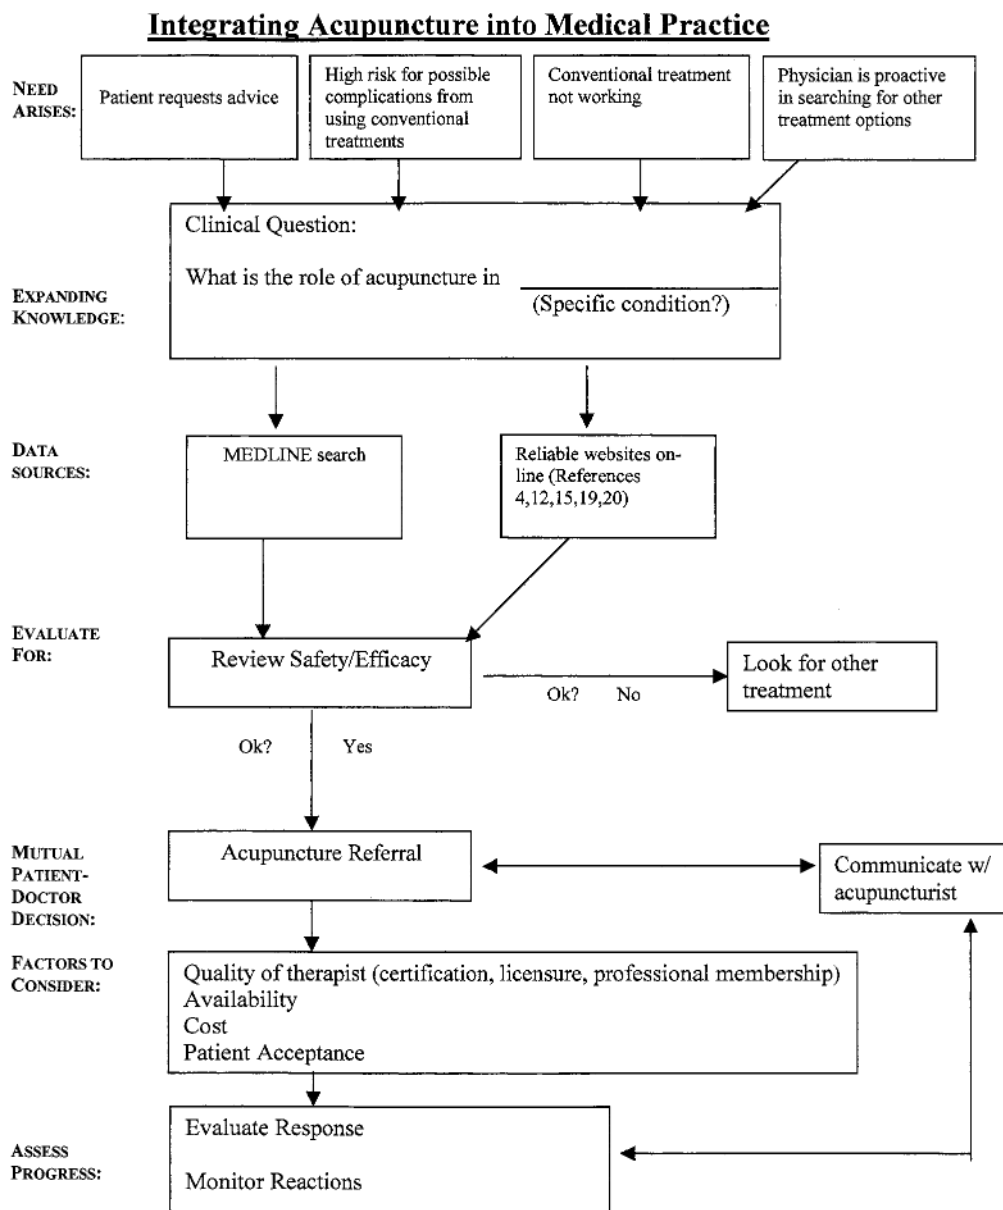 Integrating Acupuncture into Medical Practice
NEED
ARISES:
Patient requests advice
High risk for possible
complications from
using conventional
treatments
Conventional treatment
not working
Physician is proactive
in searching for other
treatment options
Clinical Question:
What is the role of acupuncture in
(Specific condition?)
EXPANDING
KNOWLEDGE:
DATA
SOURCES:
MEDLINE search
Reliable websites on-
line (References
4,12,15,19,20)
EVALUATE
FOR:
Review Safety/Efficacy
Ok? No
Look for other
treatment
Ok? Yes
MUTUAL
PATIENT-
DOCTOR
DECISION:
Acupuncture Referral
Communicate w/
acupuncturist
FACTORS TO
CONSIDER:
Quality of therapist (certification, licensure, professional membership)
Availability
Cost
Patient Acceptance
ASSESS
PROGRESS:
Evaluate Response
Monitor Reactions